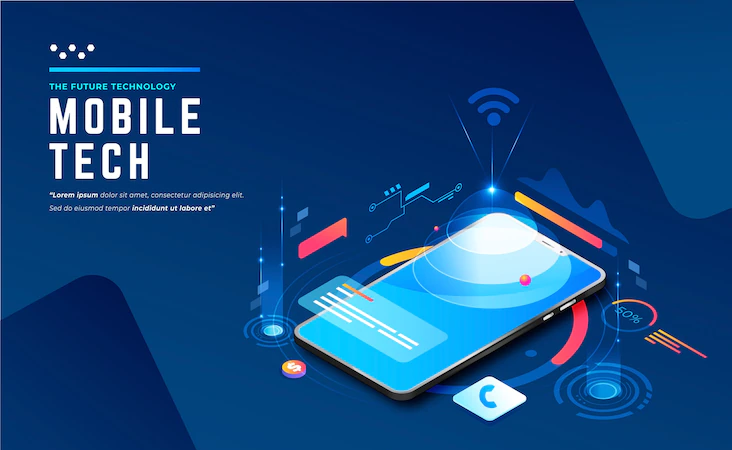 THE FUTURE TECHNOLOGY
MOBILE
TECH
"Lorem ipsum dolor sit amet, consectetur adipisicing elit.
Sed do eiusmod tempor incididunt ut labore et"
50%
$